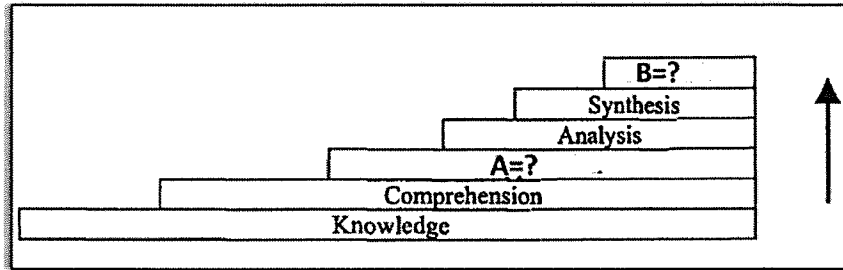 B=?
Synthesis
Analysis
A=?
Comprehension
Knowledge